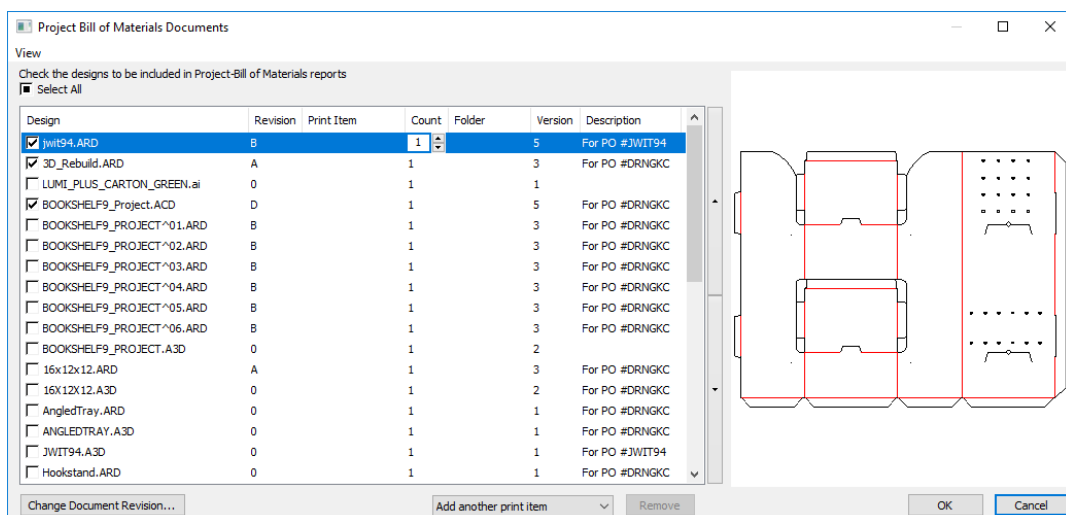 Project Bill of Materials Documents
View
Check the designs to be included in Project-Bill of Materials reports
Select All
Design Revision Print Item Count Folder Version Description
jwit94.ARD B 1 5 For PO #JWIT94
3D_Rebuild.ARD A 1 3 For PO #DRNGKC
LUMI_PLUS_CARTON_GREEN.ai 0 1 1
BOOKSHELF9_Project.ACD D 1 5 For PO #DRNGKC
BOOKSHELF9_PROJECT^01.ARD B 1 3 For PO #DRNGKC
BOOKSHELF9_PROJECT^02.ARD B 1 3 For PO #DRNGKC
BOOKSHELF9_PROJECT^03.ARD B 1 3 For PO #DRNGKC
BOOKSHELF9_PROJECT^04.ARD B 1 3 For PO #DRNGKC
BOOKSHELF9_PROJECT^05.ARD B 1 3 For PO #DRNGKC
BOOKSHELF9_PROJECT^06.ARD B 1 3 For PO #DRNGKC
BOOKSHELF9_PROJECT.A3D 0 1 2
16x12x12.ARD A 1 3 For PO #DRNGKC
16X12X12.A3D 0 1 2 For PO #DRNGKC
AngledTray.ARD 0 1 1 For PO #DRNGKC
ANGLEDTRAY.A3D 0 1 1 For PO #DRNGKC
JWIT94.A3D 0 1 1 For PO #JWIT94
Hookstand.ARD 0 1 1 For PO #DRNGKC
Change Document Revision... Add another print item Remove OK Cancel